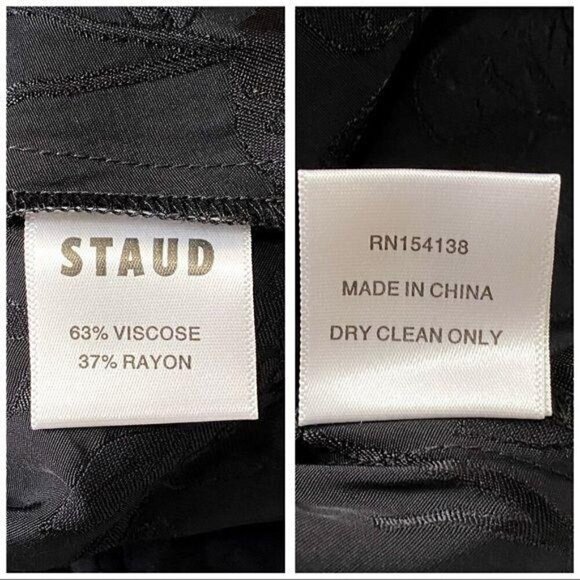 STAUD
63% VISCOSE
37% RAYON
RN154138
MADE IN CHINA
DRY CLEAN ONLY